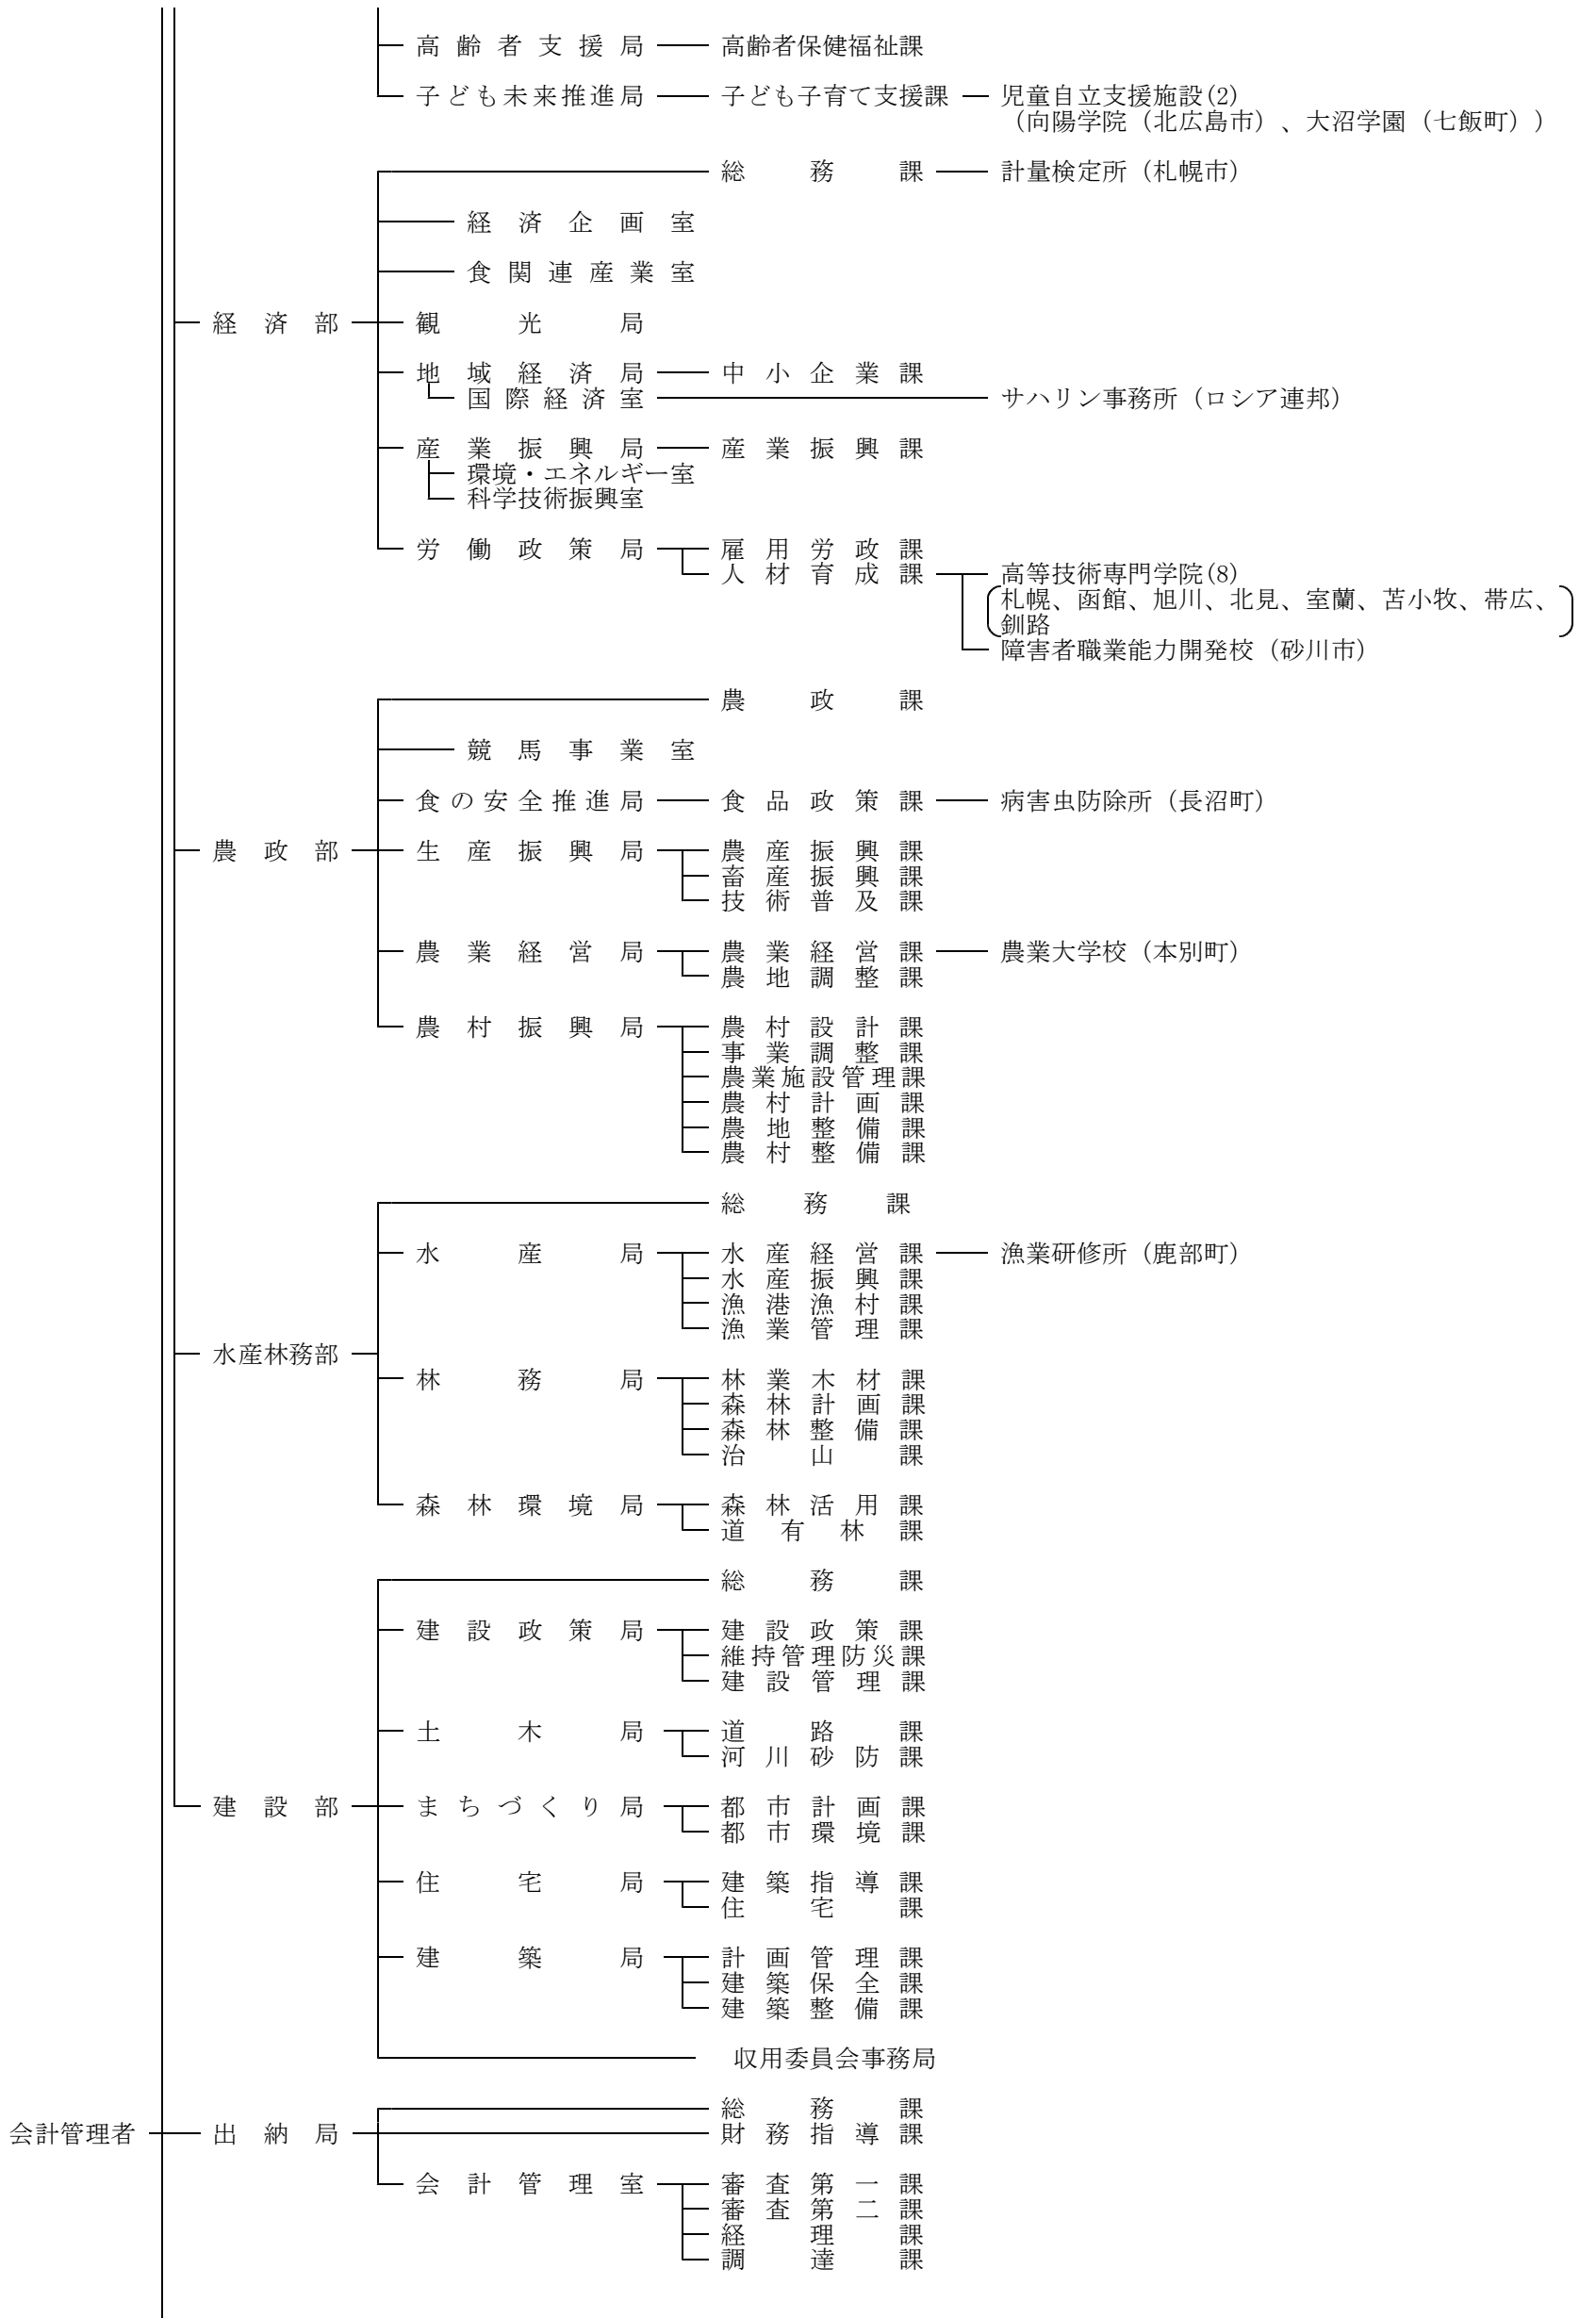 高齢者支援局 高齢者保健福祉課
子ども未来推進局 子ども子育て支援課 児童自立支援施設(2)
（向陽学院（北広島市）、大沼学園（七飯町））
総務課 計量検定所（札幌市）
経済企画室
食関連産業室
経済部 観光局
地域経済局 中小企業課
国際経済室 サハリン事務所（ロシア連邦）
産業振興局 産業振興課
環境・エネルギー室
科学技術振興室
労働政策局 雇用労政課
人材育成課 高等技術専門学院(8)
札幌、函館、旭川、北見、室蘭、苫小牧、帯広、
釧路
障害者職業能力開発校（砂川市）
農政課
競馬事業室
食の安全推進局 食品政策課 病害虫防除所（長沼町）
農政部 生産振興局 農産振興課
畜産振興課
技術普及課
農業経営局 農業経営課 農業大学校（本別町）
農地調整課
農村振興局 農村設計課
事業調整課
農業施設管理課
農村計画課
農地整備課
農村整備課
総務課
水産局 水産経営課 漁業研修所（鹿部町）
水産振興課
漁港漁村課
漁業管理課
水産林務部
林務局 林業木材課
森林計画課
森林整備課
治山課
森林環境局 森林活用課
道有林課
総務課
建設政策局 建設政策課
維持管理防災課
建設管理課
土木局 道路課
河川砂防課
建設部 まちづくり局 都市計画課
都市環境課
住宅局 建築指導課
住宅課
建築局 計画管理課
建築保全課
建築整備課
収用委員会事務局
総務課
会計管理者 出納局 財務指導課
会計管理室 審査第一課
審査第二課
経理課
調達課